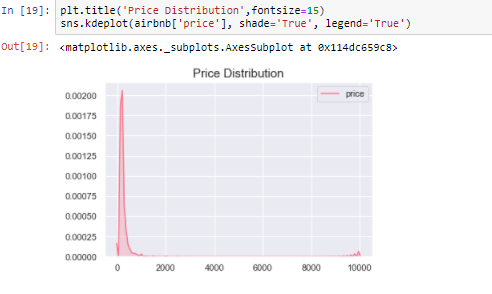 In [19]: plt.title('Price Distribution',fontsize=15)
sns.kdeplot(airbnb['price'], shade='True', legend='True')
Out[19]: <matplotlib.axes._subplots.AxesSubplot at 0x114dc659c8>
Price Distribution
price
0.00200
0.00175
0.00150
0.00125
0.00100
0.00075
0.00050
0.00025
0.00000
0 2000 4000 6000 8000 10000